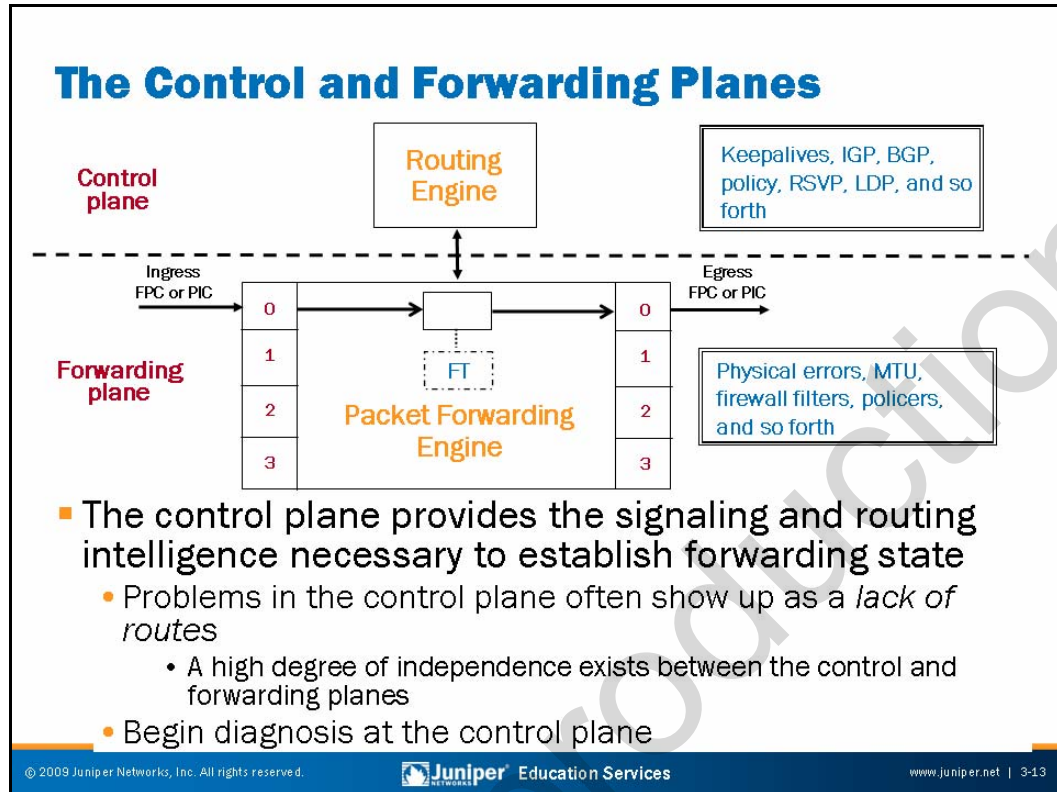 The Control and Forwarding Planes
Control
plane
Routing
Engine
Keepalives, IGP, BGP,
policy, RSVP, LDP, and so
forth
Ingress
FPC or PIC
Egress
FPC or PIC
Forwarding
plane
0
1
2
3
FT
Packet Forwarding
Engine
0
1
2
3
Physical errors, MTU,
firewall filters, policers,
and so forth
The control plane provides the signaling and routing
intelligence necessary to establish forwarding state
Problems in the control plane often show up as a lack of
routes
A high degree of independence exists between the control and
forwarding planes
Begin diagnosis at the control plane
© 2009 Juniper Networks, Inc. All rights reserved.
Juniper NETWORKS Education Services
www.juniper.net | 3-13
roduction